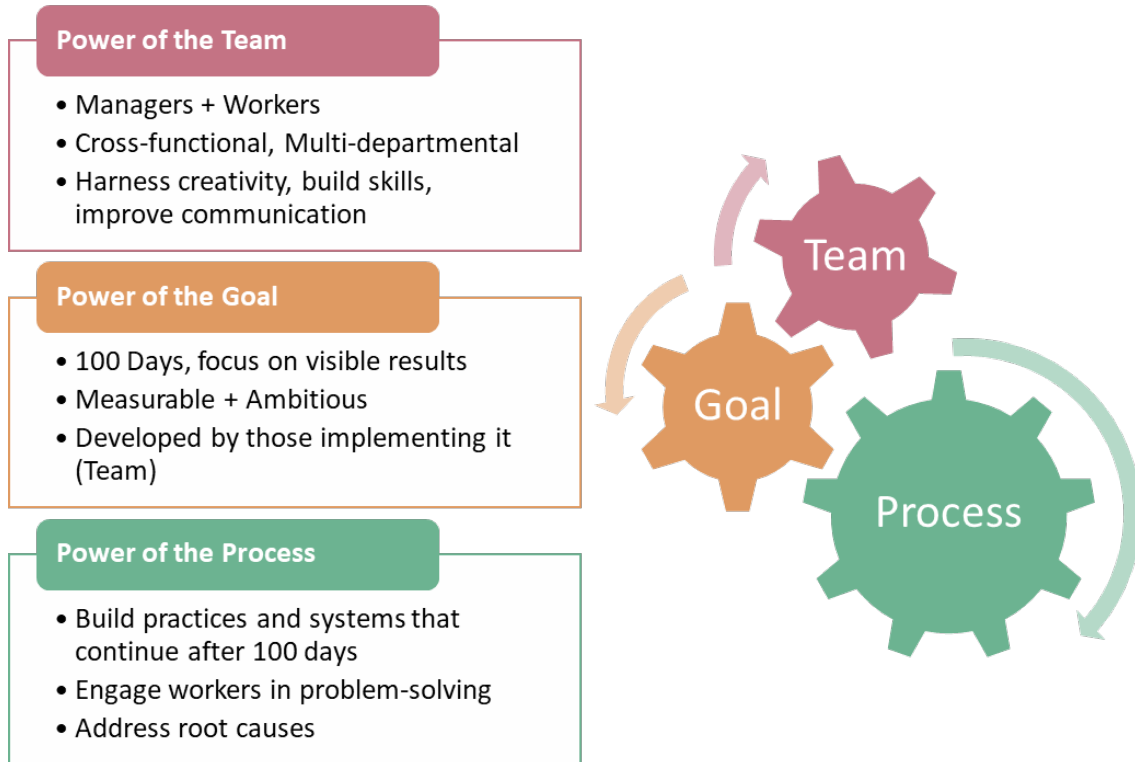 Power of the Team
• Managers + Workers
• Cross-functional, Multi-departmental
• Harness creativity, build skills,
improve communication
Power of the Goal
• 100 Days, focus on visible results
• Measurable + Ambitious
• Developed by those implementing it
(Team)
Power of the Process
• Build practices and systems that
continue after 100 days
• Engage workers in problem-solving
• Address root causes
Team
Goal
Process